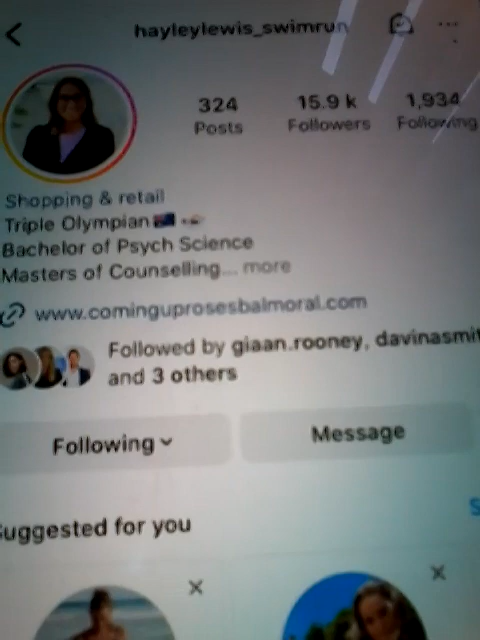 hayleylewis_swimrun
324 15.9 k 1,934
Posts Followers Following
Shopping & retail
Triple Olympian
Bachelor of Psych Science
Masters of Counselling... more
www.cominguprosesbalmoral.com
Followed by giaan.rooney, davinasmit
and 3 others
Following Message
uggested for you